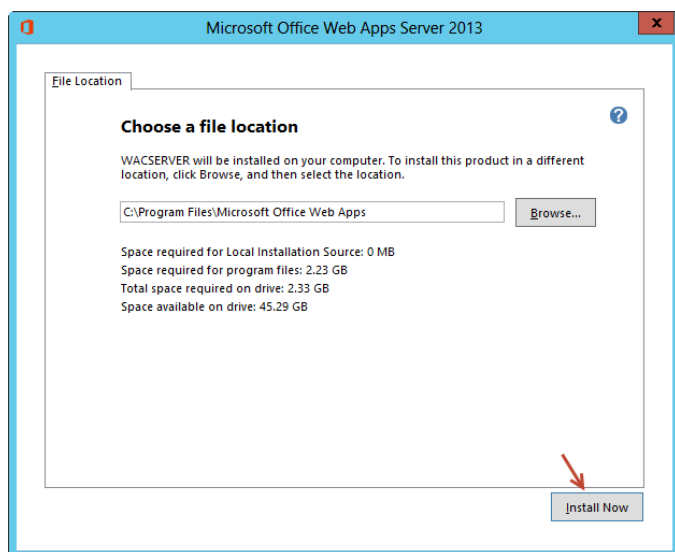 Microsoft Office Web Apps Server 2013
x
File Location
Choose a file location
?
WACSERVER will be installed on your computer. To install this product in a different
location, click Browse, and then select the location.
C:\Program Files\Microsoft Office Web Apps
Browse...
Space required for Local Installation Source: 0 MB
Space required for program files: 2.23 GB
Total space required on drive: 2.33 GB
Space available on drive: 45.29 GB
Install Now